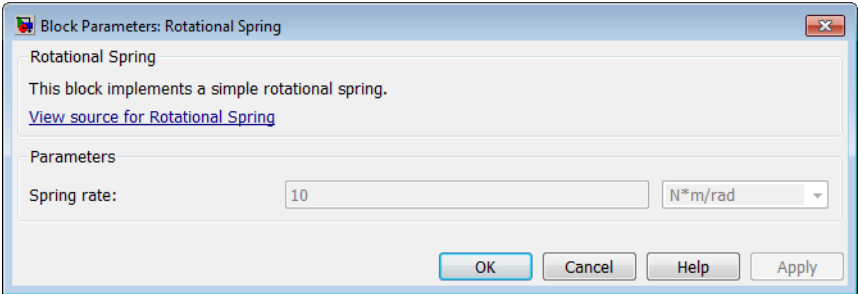 Block Parameters: Rotational Spring
Rotational Spring
This block implements a simple rotational spring.
View source for Rotational Spring
Parameters
Spring rate: 10 N*m/rad
OK Cancel Help Apply